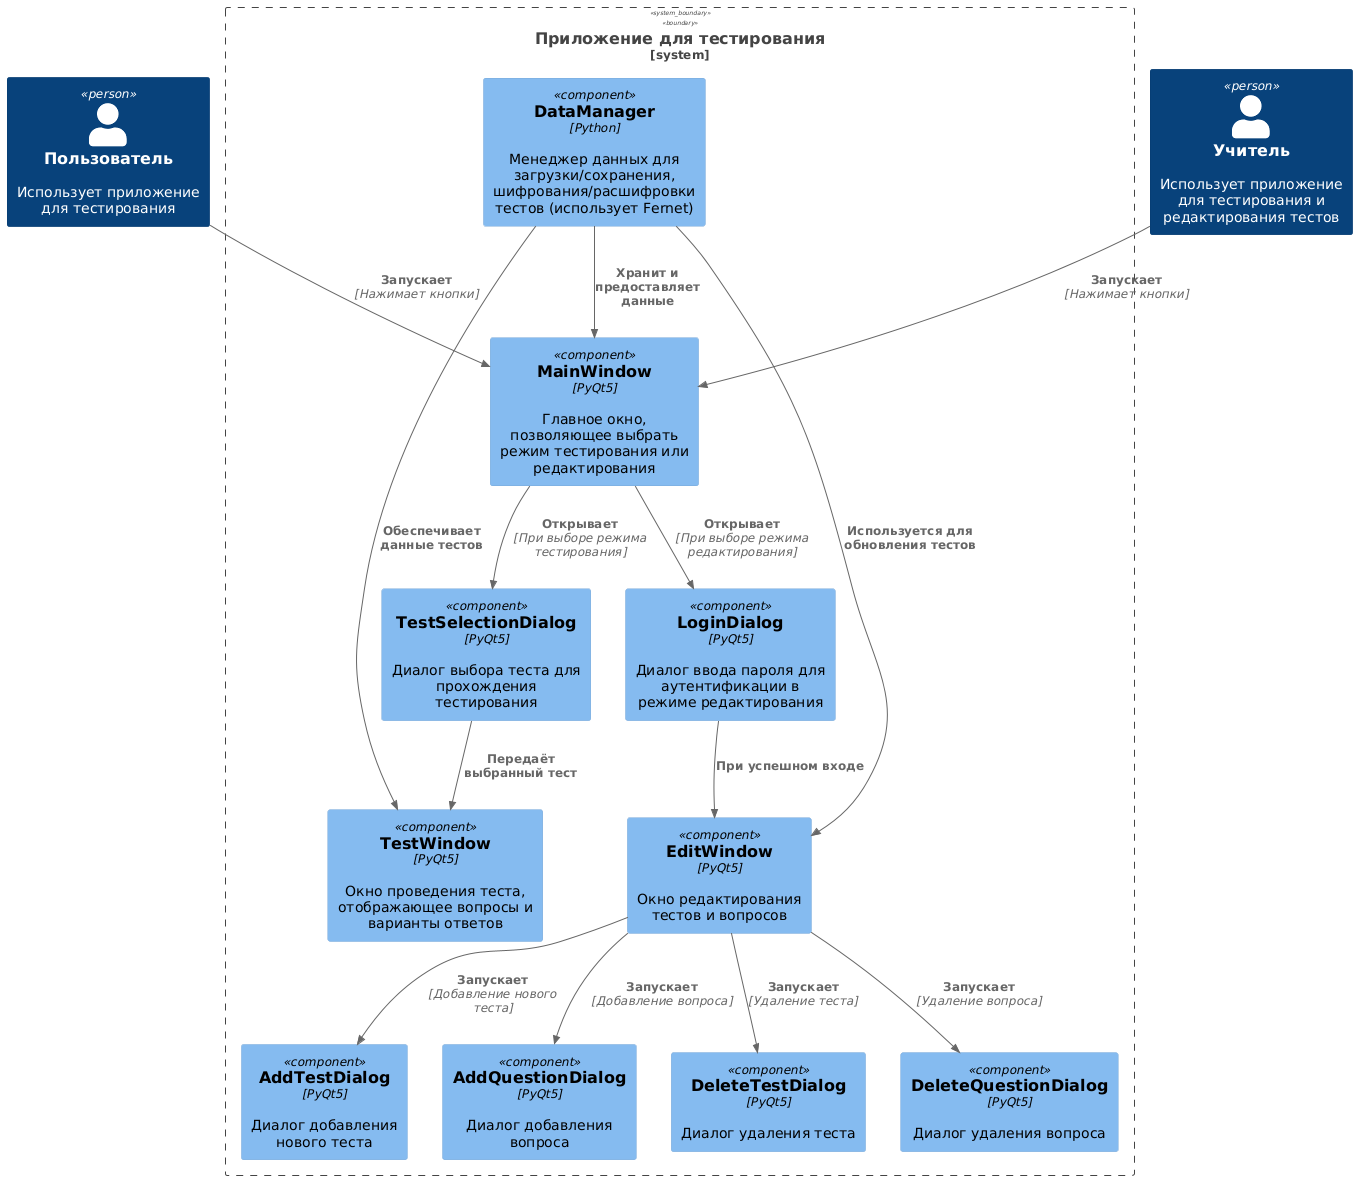 «system_boundary»
«boundary»
Приложение для тестирования
[system]
«person»
Пользователь
Использует приложение
для тестирования
«component»
DataManager
[Python]
Менеджер данных для
загрузки/сохранения,
шифрования/расшифровки
тестов (использует Fernet)
«person»
Учитель
Использует приложение
для тестирования и
редактирования тестов
Запускает
[Нажимает кнопки]
Хранит и
предоставляет
данные
Запускает
[Нажимает кнопки]
«component»
MainWindow
[PyQt5]
Главное окно,
позволяющее выбрать
режим тестирования или
редактирования
Обеспечивает
данные тестов
Открывает
[При выборе режима
тестирования]
Открывает
[При выборе режима
редактирования]
Используется для
обновления тестов
«component»
TestSelectionDialog
[PyQt5]
Диалог выбора теста для
прохождения
тестирования
«component»
LoginDialog
[PyQt5]
Диалог ввода пароля для
аутентификации в
режиме редактирования
Передаёт
выбранный тест
При успешном входе
«component»
TestWindow
[PyQt5]
Окно проведения теста,
отображающее вопросы и
варианты ответов
«component»
EditWindow
[PyQt5]
Окно редактирования
тестов и вопросов
Запускает
[Добавление нового
теста]
Запускает
[Добавление вопроса]
Запускает
[Удаление теста]
Запускает
[Удаление вопроса]
«component»
AddTestDialog
[PyQt5]
Диалог добавления
нового теста
«component»
AddQuestionDialog
[PyQt5]
Диалог добавления
вопроса
«component»
DeleteTestDialog
[PyQt5]
Диалог удаления теста
«component»
DeleteQuestionDialog
[PyQt5]
Диалог удаления вопроса